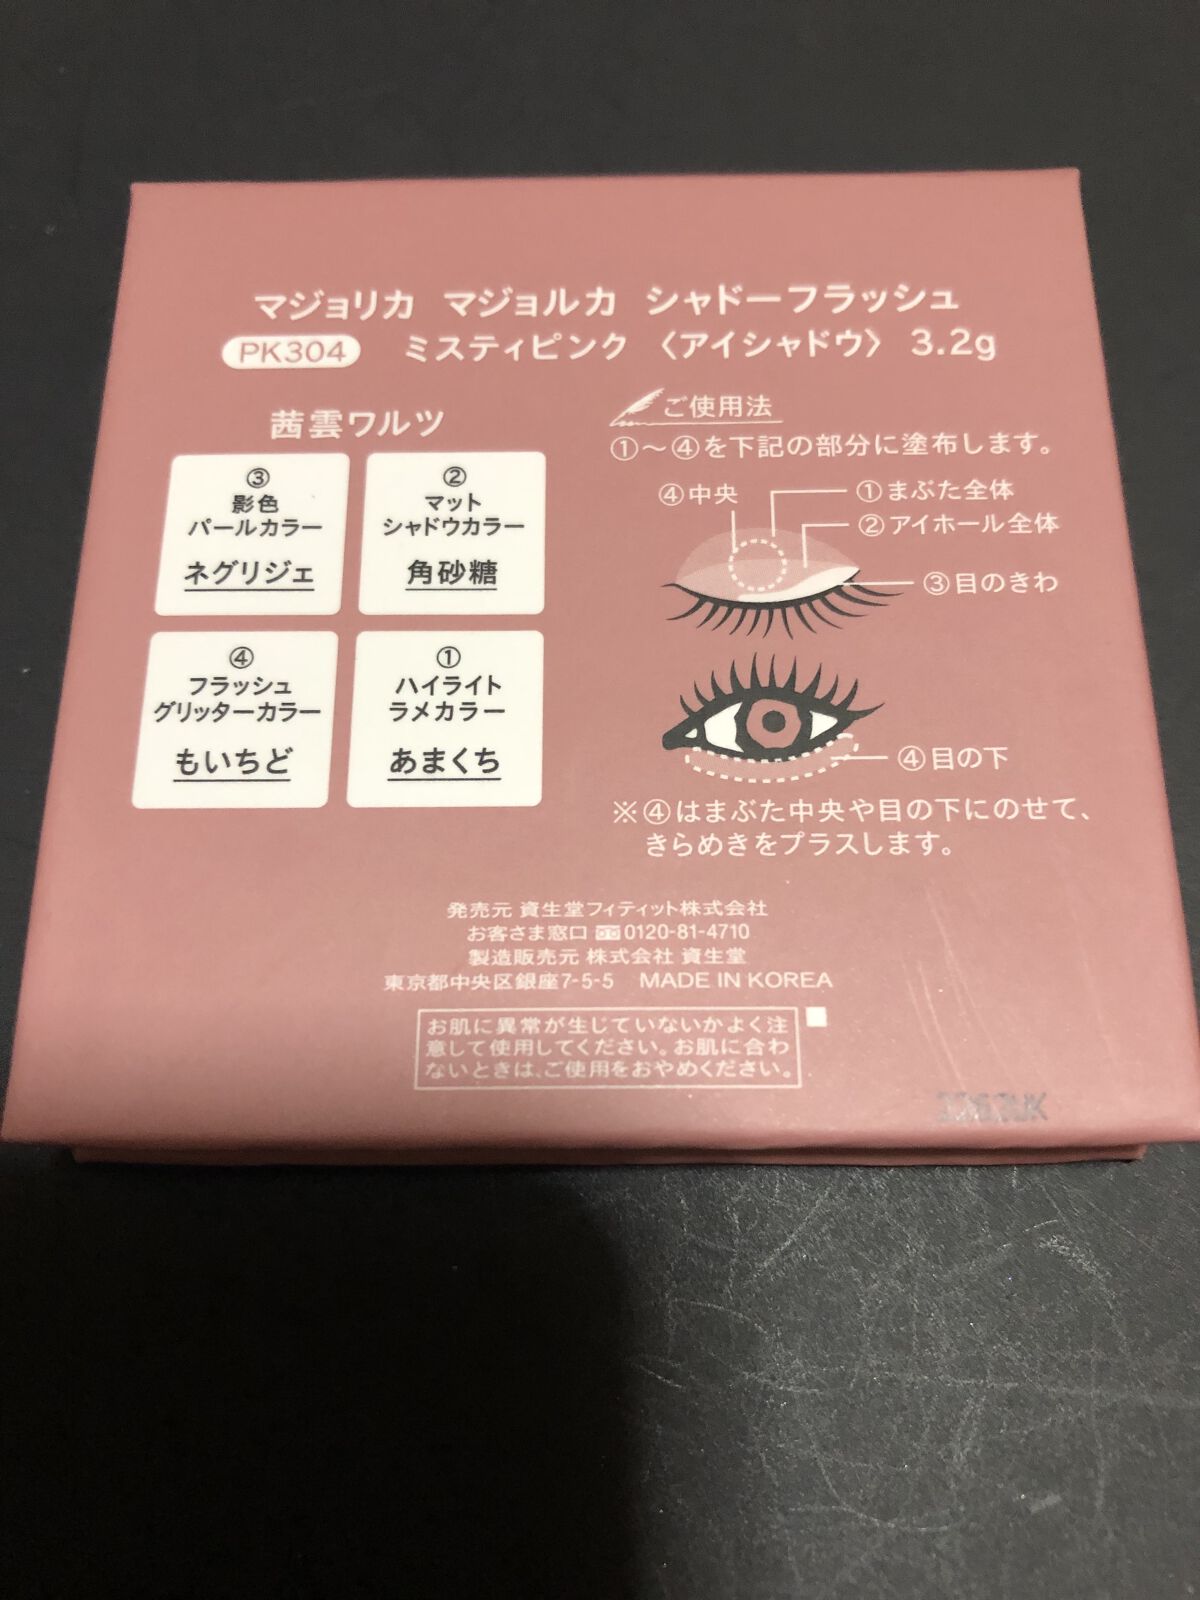 マジョリカ マジョルカ シャドーフラッシュ
PK304 ミスティピンク 〈アイシャドウ〉 3.2g
茜雲ワルツ
③
影色
パールカラー
ネグリジェ
②
マット
シャドウカラー
角砂糖
④
フラッシュ
グリッターカラー
もいちど
①
ハイライト
ラメカラー
あまくち
ご使用法
①～④を下記の部分に塗布します。
④中央
①まぶた全体
②アイホール全体
③目のきわ
④目の下
※④はまぶた中央や目の下にのせて、
きらめきをプラスします。
発売元 資生堂フィティット株式会社
お客さま窓口 0120-81-4710
製造販売元 株式会社 資生堂
東京都中央区銀座7-5-5 MADE IN KOREA
お肌に異常が生じていないかよく注
意して使用してください。お肌に合わ
ないときは、ご使用をおやめください。